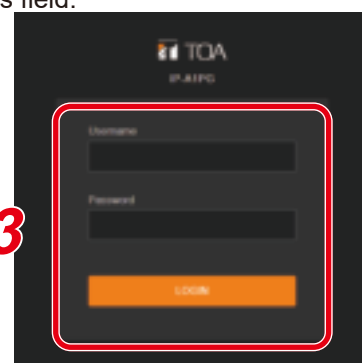 s field.
TOA
IP-A1PG
Username
Password
3
LOGIN